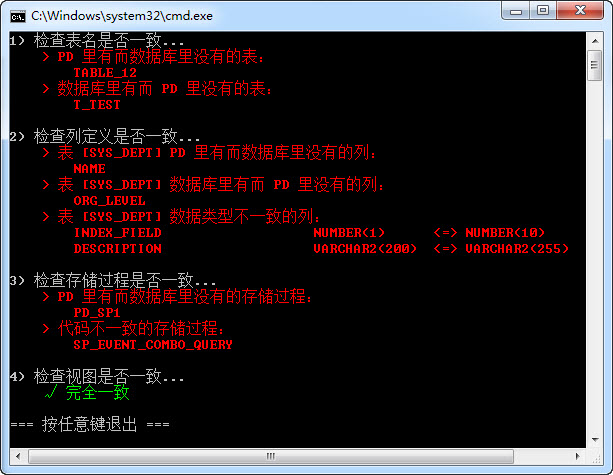 C:\Windows\system32\cmd.exe
1) 检查表名是否一致...
> PD 里有而数据库里没有的表:
TABLE_12
> 数据库里有而 PD 里没有的表:
T_TEST
2) 检查列定义是否一致...
> 表 [SYS_DEPT] PD 里有而数据库里没有的列:
NAME
> 表 [SYS_DEPT] 数据库里有而 PD 里没有的列:
ORG_LEVEL
> 表 [SYS_DEPT] 数据类型不一致的列:
INDEX_FIELD NUMBER(1) <=> NUMBER(10)
DESCRIPTION VARCHAR2(200) <=> VARCHAR2(255)
3) 检查存储过程是否一致...
> PD 里有而数据库里没有的存储过程:
PD_SP1
> 代码不一致的存储过程:
SP_EVENT_COMBO_QUERY
4) 检查视图是否一致...
√ 完全一致
=== 按任意键退出 ===